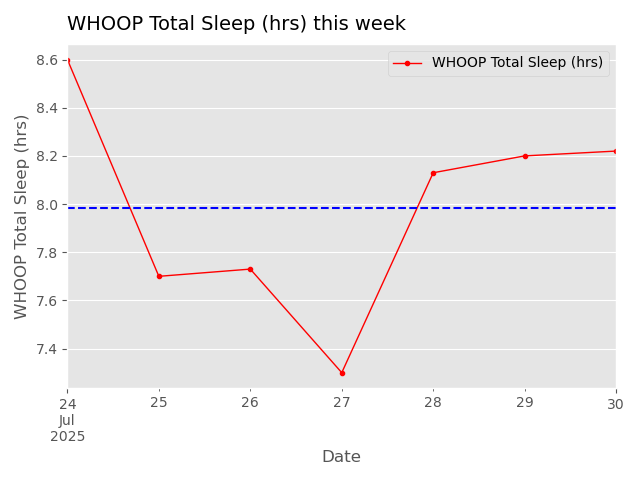 WHOOP Total Sleep (hrs) this week
WHOOP Total Sleep (hrs)
8.6
8.4
8.2
8.0
7.8
7.6
7.4
WHOOP Total Sleep (hrs)
24 25 26 27 28 29 30
Jul
2025
Date